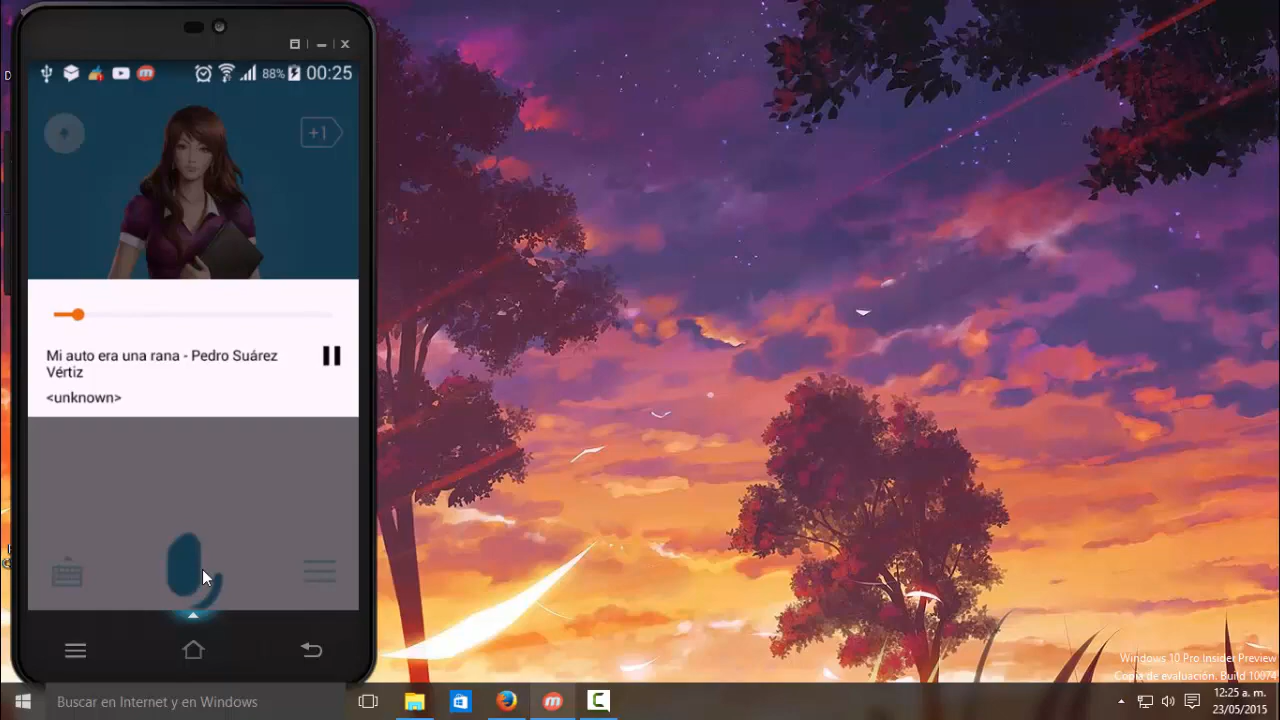 88% 00:25
+1
Mi auto era una rana - Pedro Suárez
Vértiz
<unknown>
Windows 10 Pro Insider Preview
Copia de evaluación. Build 10074
Buscar en Internet y en Windows
12:25 a. m.
23/05/2015